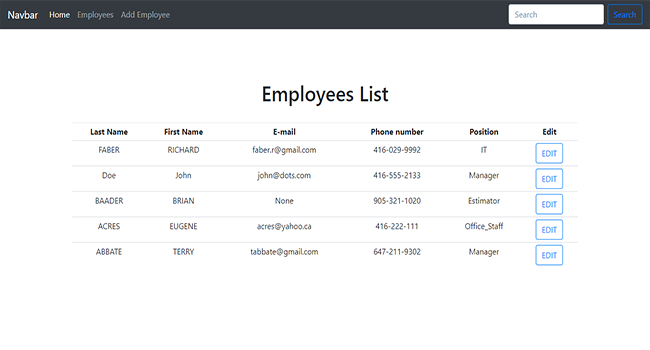 Navbar Home Employees Add Employee Search Search
Employees List
Last Name First Name E-mail Phone number Position Edit
FABER RICHARD faber.r@gmail.com 416-029-9992 IT EDIT
Doe John john@dots.com 416-555-2133 Manager EDIT
BAADER BRIAN None 905-321-1020 Estimator EDIT
ACRES EUGENE acres@yahoo.ca 416-222-111 Office_Staff EDIT
ABBATE TERRY tabbate@gmail.com 647-211-9302 Manager EDIT